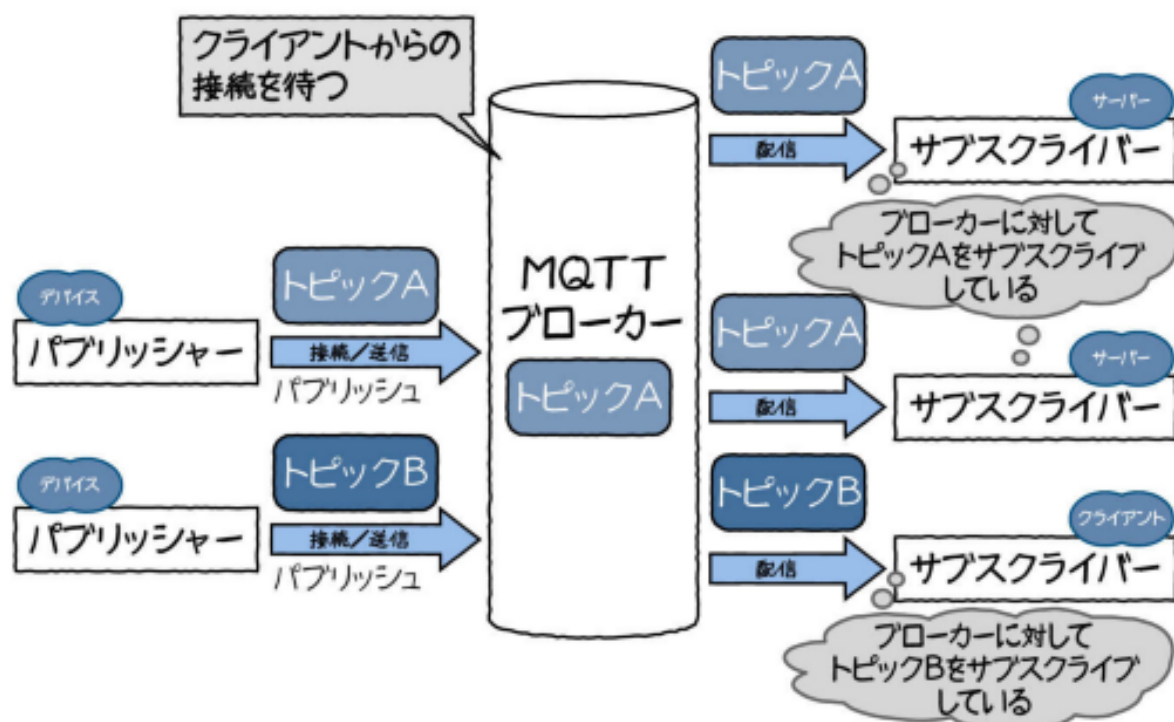 クライアントからの
接続を待つ
トピックA
配信
サーバー
サブスクライバー
ブローカーに対して
トピックAをサブスクライブ
している
デバイス
パブリッシャー
トピックA
接続/送信
パブリッシュ
MQTT
ブローカー
トピックA
トピックA
配信
サーバー
サブスクライバー
デバイス
パブリッシャー
トピックB
接続/送信
パブリッシュ
トピックB
配信
クライアント
サブスクライバー
ブローカーに対して
トピックBをサブスクライブ
している